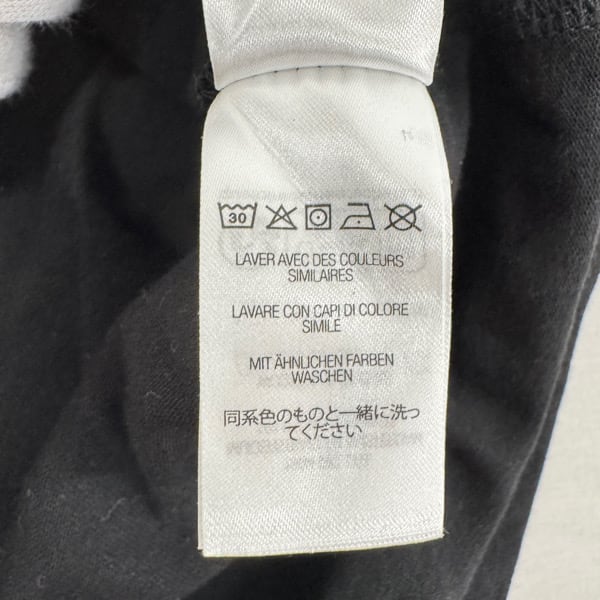 30
LAVER AVEC DES COULEURS
SIMILAIRES
LAVARE CON CAPI DI COLORE
SIMILE
MIT ÄHNLICHEN FARBEN
WASCHEN
同系色のものと一緒に洗っ
てください